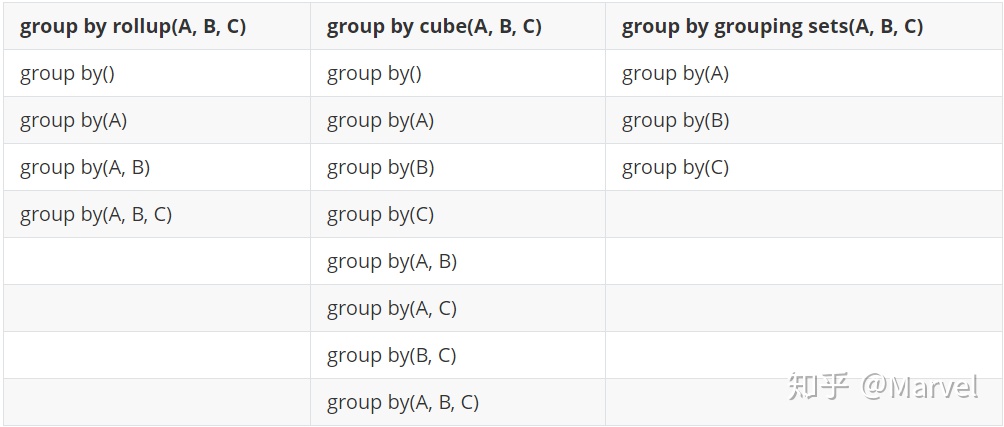 group by rollup(A, B, C) group by cube(A, B, C) group by grouping sets(A, B, C)
group by() group by() group by(A)
group by(A) group by(A) group by(B)
group by(A, B) group by(B) group by(C)
group by(A, B, C) group by(C)
group by(A, B)
group by(A, C)
group by(B, C)
group by(A, B, C)
知乎 @Marvel